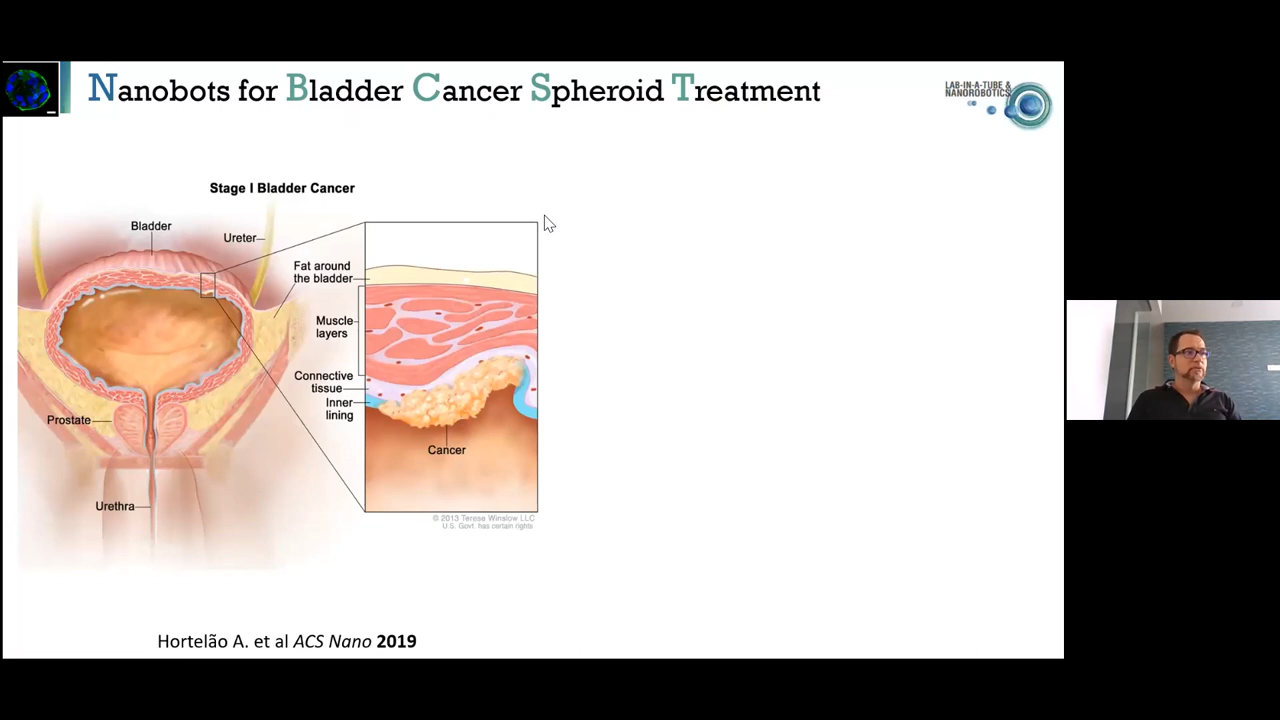 Nanobots for Bladder Cancer Spheroid Treatment
LAB-IN-A-TUBE &
NANOROBOTICS
Stage I Bladder Cancer
Bladder
Ureter
Fat around
the bladder
Muscle
layers
Connective
tissue
Inner
lining
Prostate
Cancer
Urethra
© 2013 Terese Winslow LLC
U.S. Govt. has certain rights
Hortelão A. et al ACS Nano 2019